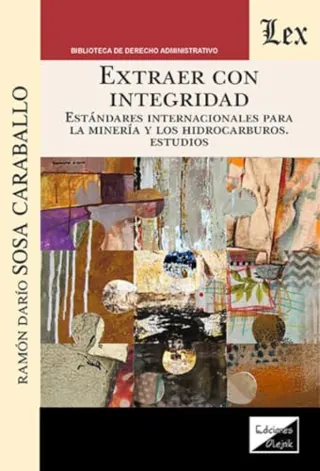 BIBLIOTECA DE DERECHO ADMINISTRATIVO
Lex
EXTRAER CON
INTEGRIDAD
ESTÁNDARES INTERNACIONALES PARA
LA MINERÍA Y LOS HIDROCARBUROS.
ESTUDIOS
RAMÓN DARÍO SOSA CARABALLO
Ediciones
Olejnik